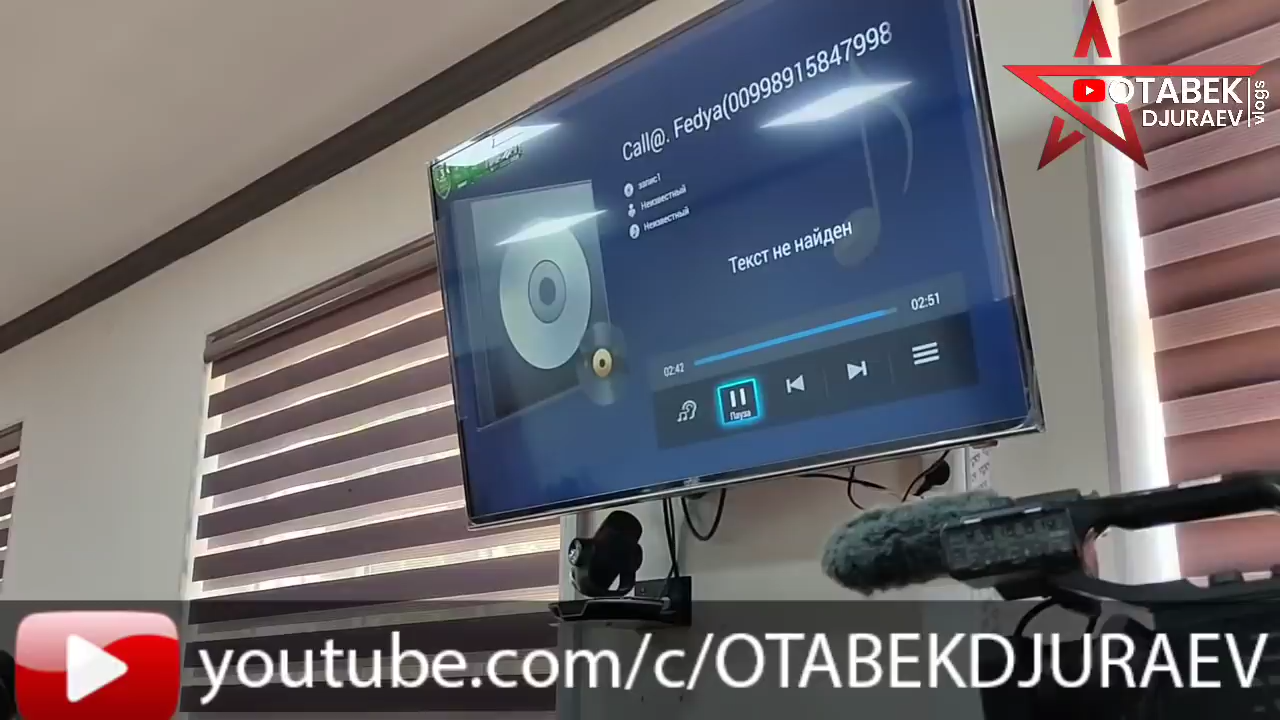 Call@. Fedya(00998915847998
запись1
Неизвестный
Неизвестный
Текст не найден
02:42
02:51
Пауза
OTABEK
DJURAEV
vlogs
youtube.com/c/OTABEKDJURAEV